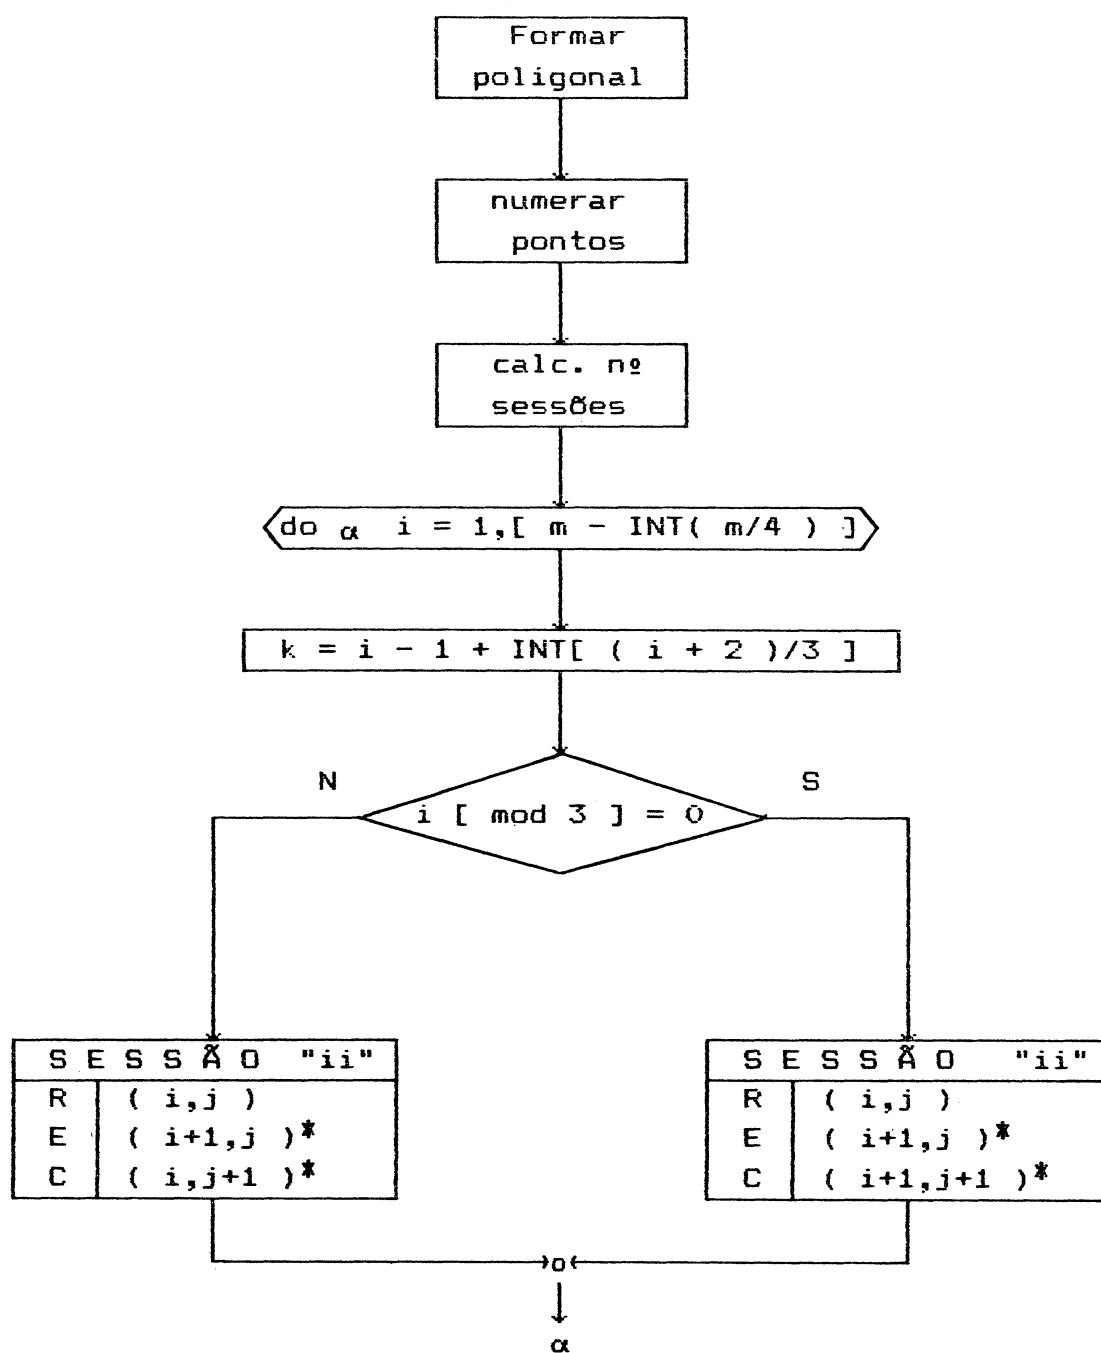 Formar
poligonal
numerar
pontos
calc. nº
sessões
do α i = 1,[ m - INT( m/4 ) ]
k = i - 1 + INT[ ( i + 2 )/3 ]
N
S
i [ mod 3 ] = 0
S E S S Ã O "ii"
R ( i,j )
E ( i+1,j )*
C ( i,j+1 )*
S E S S Ã O "ii"
R ( i,j )
E ( i+1,j )*
C ( i+1,j+1 )*
o
α